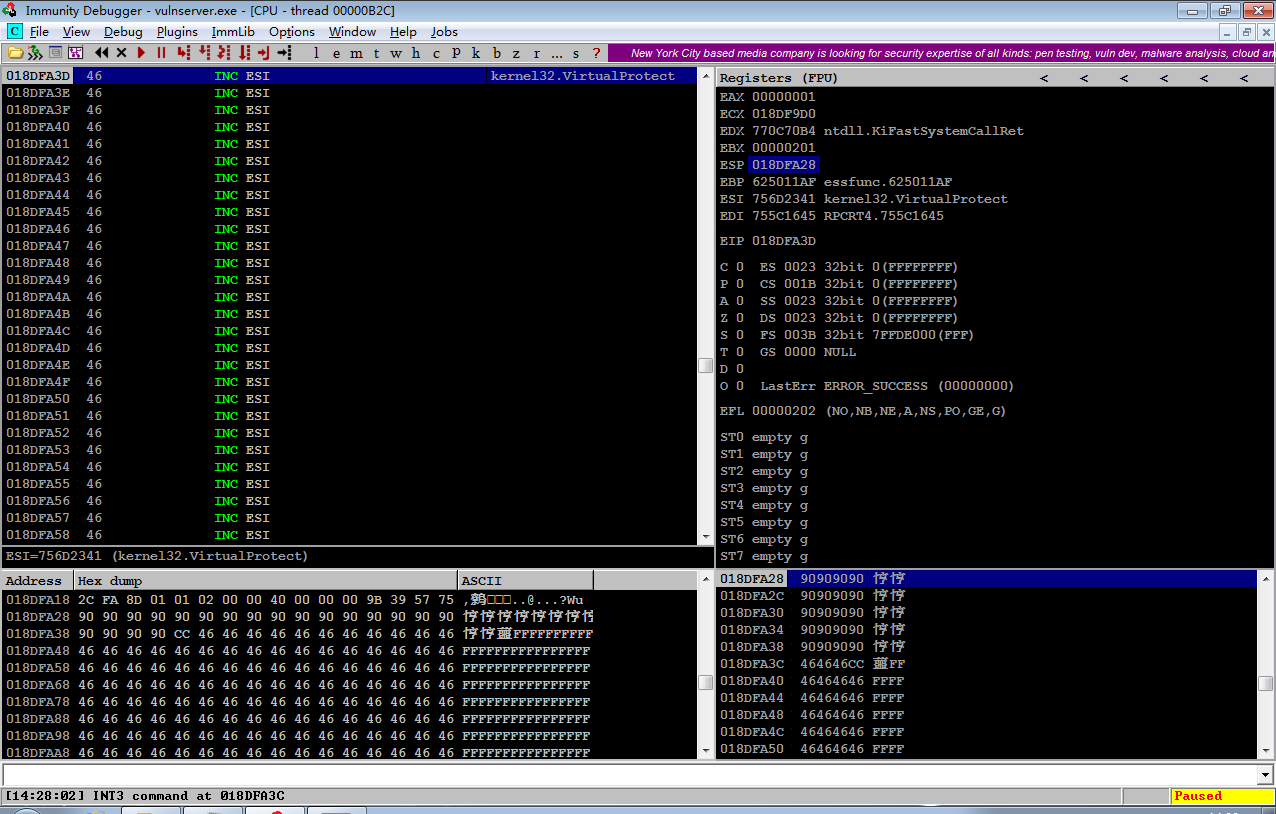 Immunity Debugger - vulnserver.exe - [CPU - thread 00000B2C]
C File View Debug Plugins ImmLib Options Window Help Jobs
l e m t w h c P k b z r ... s ? New York City based media company is looking for security expertise of all kinds: pen testing, vuln dev, malware analysis, cloud an
018DFA3D 46 INC ESI kernel32.VirtualProtect
018DFA3E 46 INC ESI
018DFA3F 46 INC ESI
018DFA40 46 INC ESI
018DFA41 46 INC ESI
018DFA42 46 INC ESI
018DFA43 46 INC ESI
018DFA44 46 INC ESI
018DFA45 46 INC ESI
018DFA46 46 INC ESI
018DFA47 46 INC ESI
018DFA48 46 INC ESI
018DFA49 46 INC ESI
018DFA4A 46 INC ESI
018DFA4B 46 INC ESI
018DFA4C 46 INC ESI
018DFA4D 46 INC ESI
018DFA4E 46 INC ESI
018DFA4F 46 INC ESI
018DFA50 46 INC ESI
018DFA51 46 INC ESI
018DFA52 46 INC ESI
018DFA53 46 INC ESI
018DFA54 46 INC ESI
018DFA55 46 INC ESI
018DFA56 46 INC ESI
018DFA57 46 INC ESI
018DFA58 46 INC ESI
ESI=756D2341 (kernel32.VirtualProtect)
Registers (FPU) < < < < < <
EAX 00000001
ECX 018DF9D0
EDX 770C70B4 ntdll.KiFastSystemCallRet
EBX 00000201
ESP 018DFA28
EBP 625011AF essfunc.625011AF
ESI 756D2341 kernel32.VirtualProtect
EDI 755C1645 RPCRT4.755C1645
EIP 018DFA3D
C 0 ES 0023 32bit 0(FFFFFFFF)
P 0 CS 001B 32bit 0(FFFFFFFF)
A 0 SS 0023 32bit 0(FFFFFFFF)
Z 0 DS 0023 32bit 0(FFFFFFFF)
S 0 FS 003B 32bit 7FFDE000(FFF)
T 0 GS 0000 NULL
D 0
O 0 LastErr ERROR_SUCCESS (00000000)
EFL 00000202 (NO,NB,NE,A,NS,PO,GE,G)
ST0 empty g
ST1 empty g
ST2 empty g
ST3 empty g
ST4 empty g
ST5 empty g
ST6 empty g
ST7 empty g
Address Hex dump ASCII
018DFA18 2C FA 8D 01 01 02 00 00 40 00 00 00 9B 39 57 75 ,鷯□□□..@...?Wu
018DFA28 90 90 90 90 90 90 90 90 90 90 90 90 90 90 90 90 悙悙悙悙悙悙悙悙
018DFA38 90 90 90 90 CC 46 46 46 46 46 46 46 46 46 46 46 悙悙蘁FFFFFFFFFF
018DFA48 46 46 46 46 46 46 46 46 46 46 46 46 46 46 46 46 FFFFFFFFFFFFFFFF
018DFA58 46 46 46 46 46 46 46 46 46 46 46 46 46 46 46 46 FFFFFFFFFFFFFFFF
018DFA68 46 46 46 46 46 46 46 46 46 46 46 46 46 46 46 46 FFFFFFFFFFFFFFFF
018DFA78 46 46 46 46 46 46 46 46 46 46 46 46 46 46 46 46 FFFFFFFFFFFFFFFF
018DFA88 46 46 46 46 46 46 46 46 46 46 46 46 46 46 46 46 FFFFFFFFFFFFFFFF
018DFA98 46 46 46 46 46 46 46 46 46 46 46 46 46 46 46 46 FFFFFFFFFFFFFFFF
018DFAA8 46 46 46 46 46 46 46 46 46 46 46 46 46 46 46 46 FFFFFFFFFFFFFFFF
018DFA28 90909090 悙悙
018DFA2C 90909090 悙悙
018DFA30 90909090 悙悙
018DFA34 90909090 悙悙
018DFA38 90909090 悙悙
018DFA3C 464646CC 蘁FF
018DFA40 46464646 FFFF
018DFA44 46464646 FFFF
018DFA48 46464646 FFFF
018DFA4C 46464646 FFFF
018DFA50 46464646 FFFF
[14:28:02] INT3 command at 018DFA3C
Paused